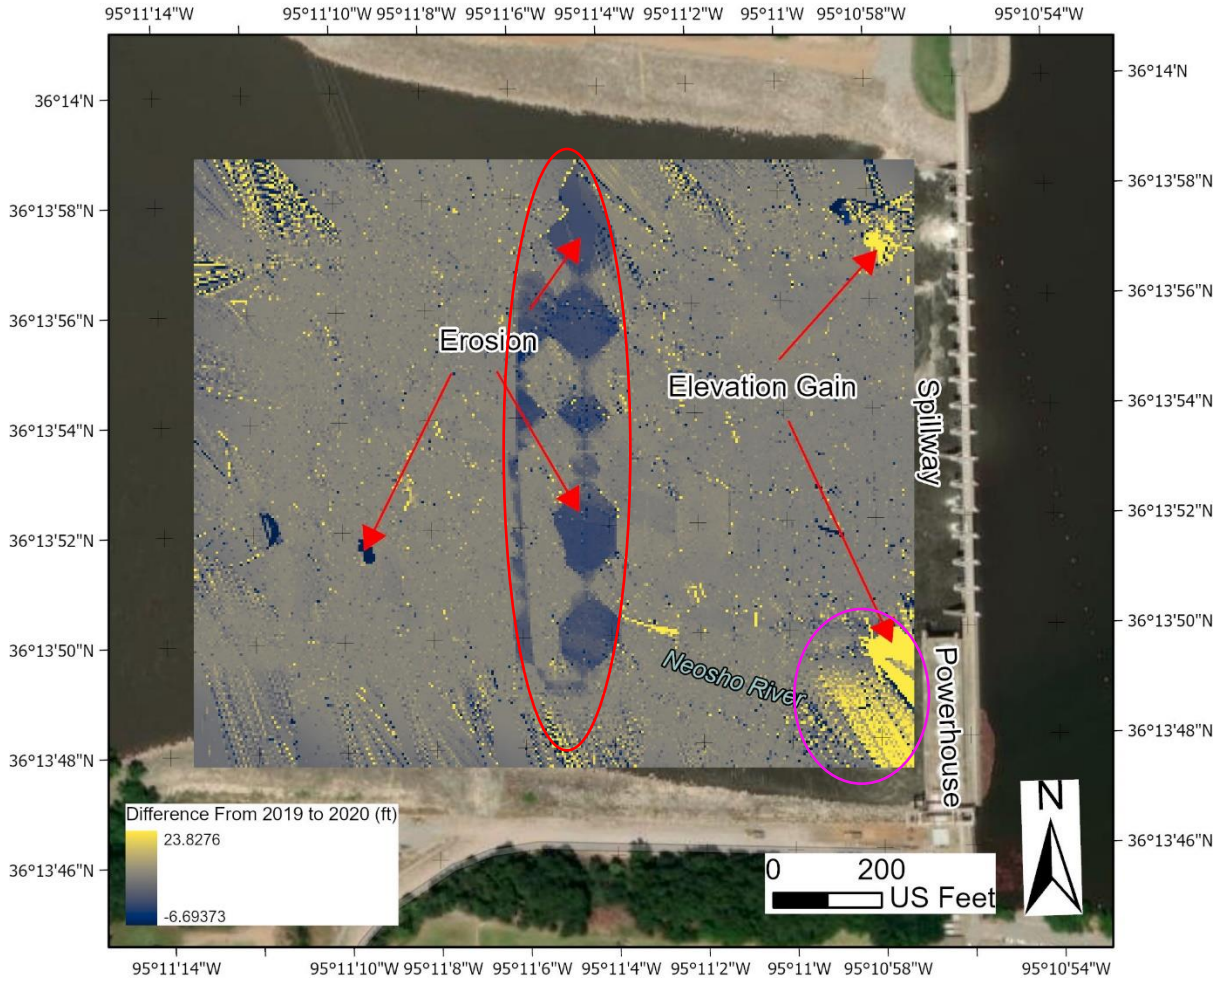 95°11'14"W 95°11'10"W 95°11'8"W 95°11'6"W 95°11'4"W 95°11'2"W 95°11'W 95°10'58"W 95°10'54"W
36°14'N
36°14'N
36°13'58"N
36°13'58"N
36°13'56"N
36°13'56"N
Erosion
Elevation Gain
Spillway
36°13'54"N
36°13'54"N
36°13'52"N
36°13'52"N
36°13'50"N
36°13'50"N
Neosho River
Powerhouse
36°13'48"N
36°13'48"N
Difference From 2019 to 2020 (ft)
23.8276
-6.69373
N
36°13'46"N
36°13'46"N
0 200
US Feet
95°11'14"W 95°11'10"W 95°11'8"W 95°11'6"W 95°11'4"W 95°11'2"W 95°11'W 95°10'58"W 95°10'54"W